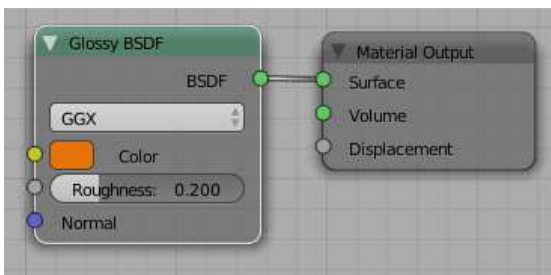 Glossy BSDF
BSDF
GGX
Color
Roughness: 0.200
Normal
Material Output
Surface
Volume
Displacement